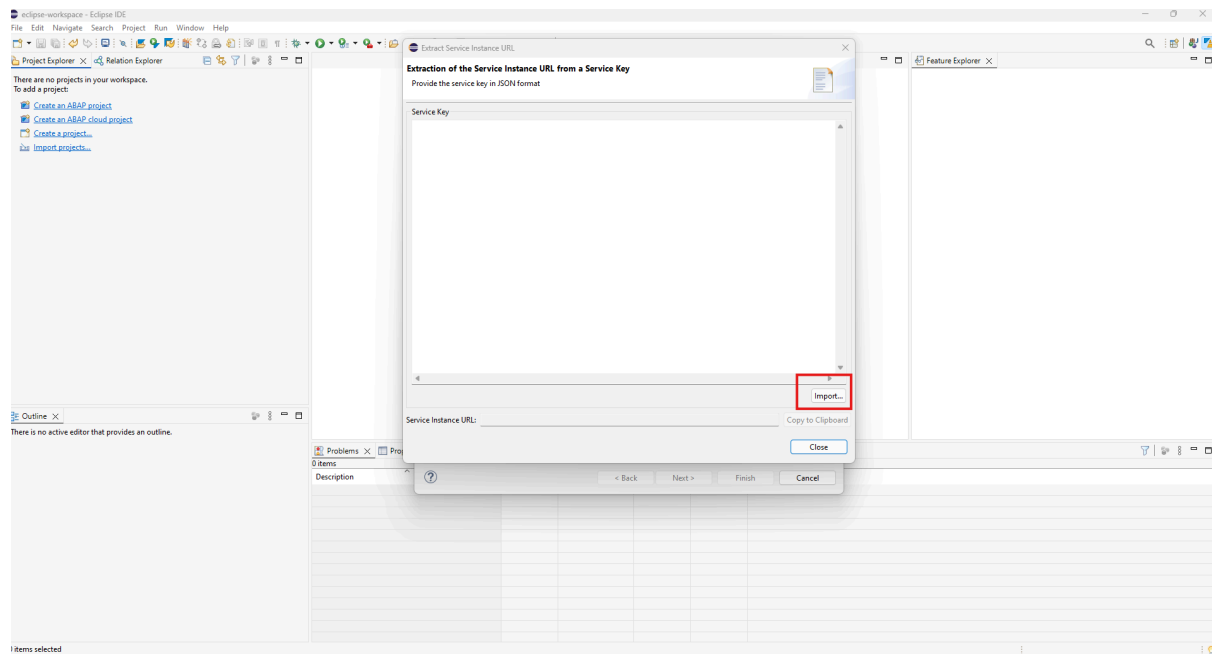 eclipse-workspace - Eclipse IDE
File Edit Navigate Search Project Run Window Help
Project Explorer Relation Explorer
There are no projects in your workspace.
To add a project:
Create an ABAP project
Create an ABAP cloud project
Create a project...
Import projects...
Extract Service Instance URL
Extraction of the Service Instance URL from a Service Key
Provide the service key in JSON format
Service Key
Import...
Service Instance URL:
Copy to Clipboard
Close
Feature Explorer
Outline
There is no active editor that provides an outline.
Problems
0 items
Description
< Back Next > Finish Cancel
items selected